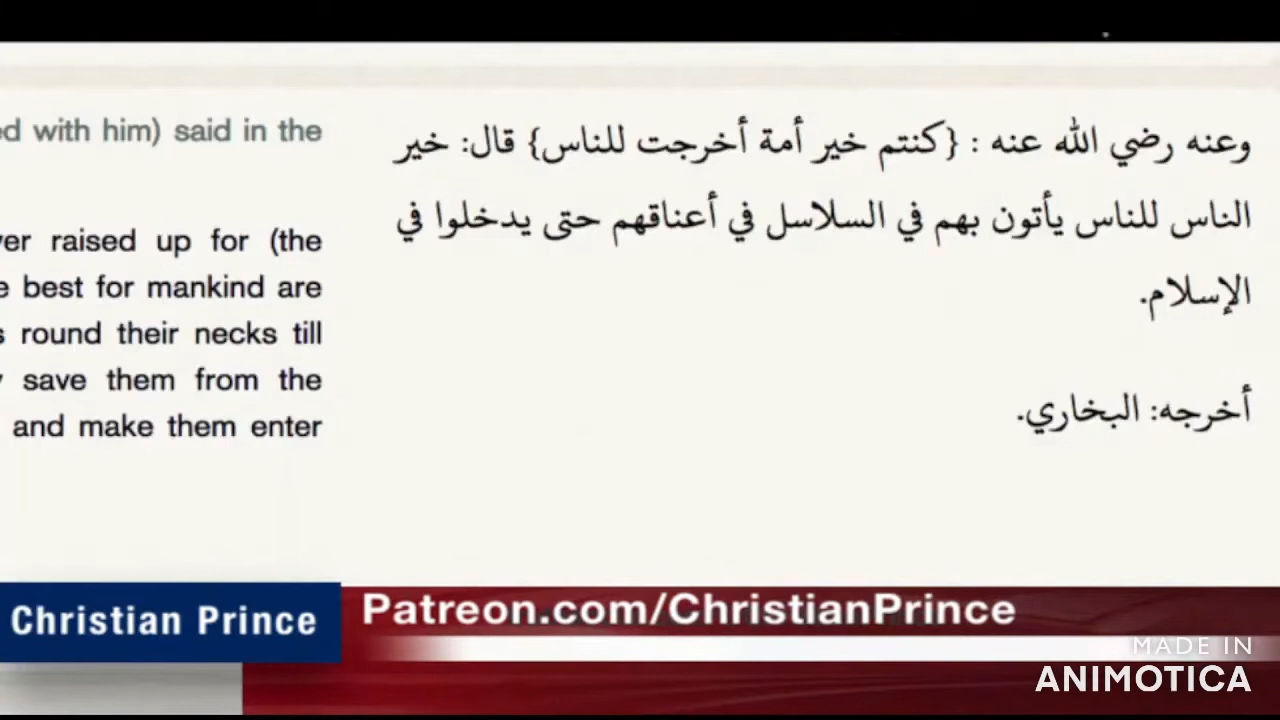 ed with him) said in the
ver raised up for (the
e best for mankind are
s round their necks till
y save them from the
and make them enter
وعنه رضي الله عنه : {كنتم خير أمة أخرجت للناس} قال: خير
الناس للناس يأتون بهم في السلاسل في أعناقهم حتى يدخلوا في
الإسلام.
أخرجه: البخاري.
Christian Prince
Patreon.com/ChristianPrince
MADE IN
ANIMOTICA